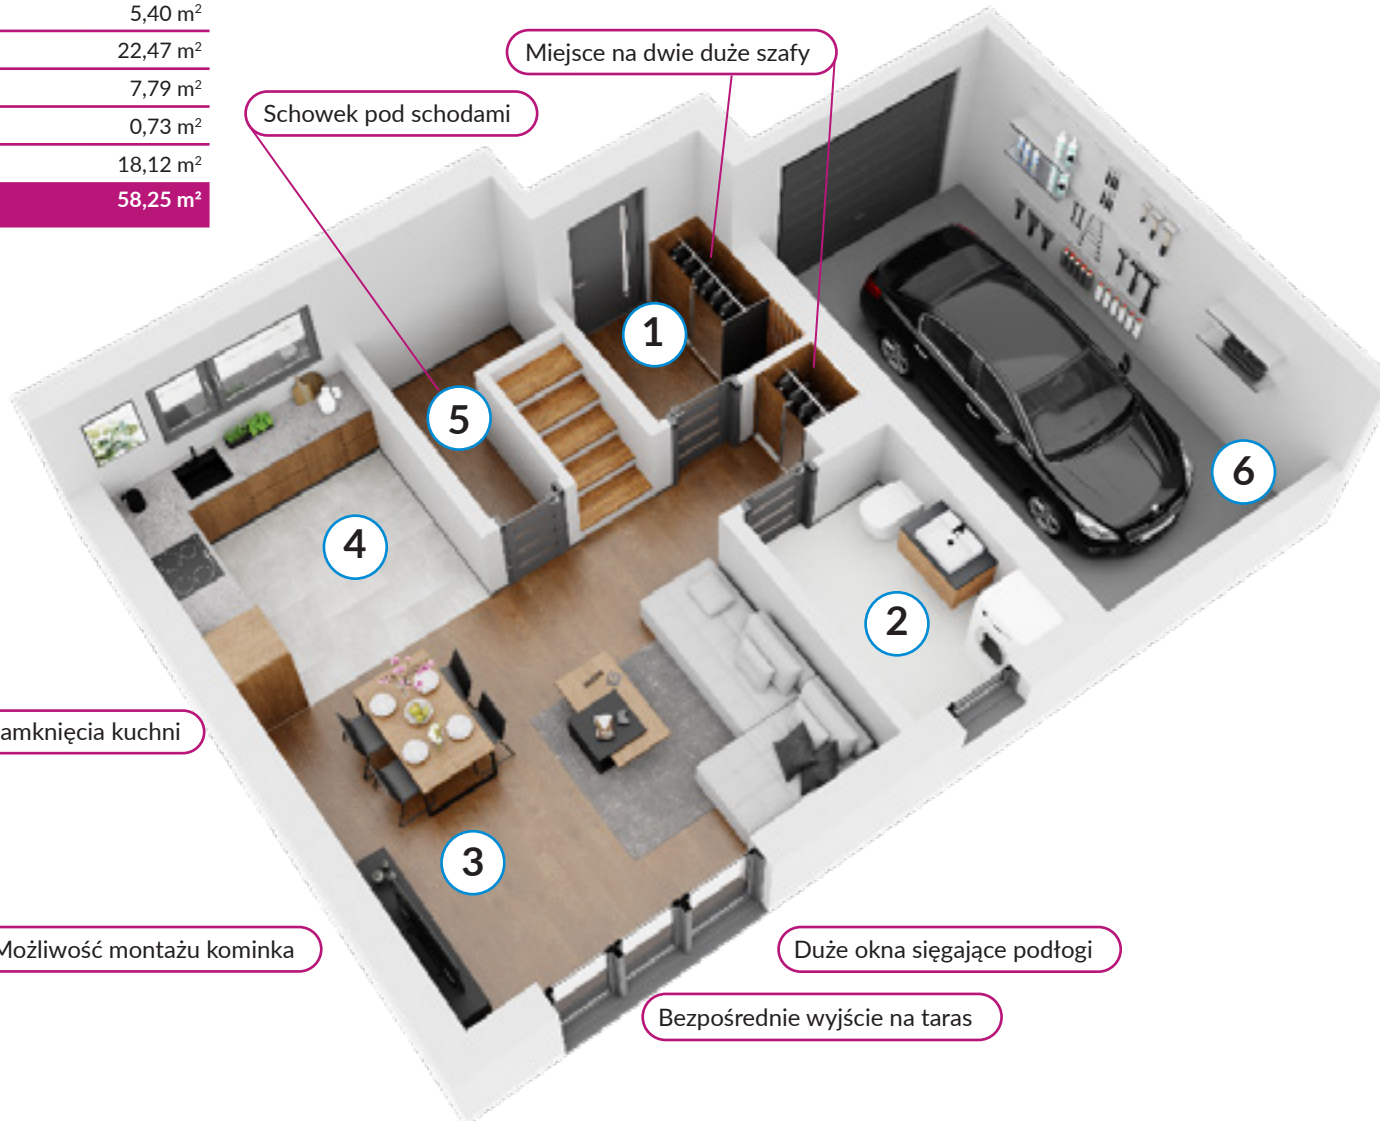 5,40 m²
22,47 m²
7,79 m²
0,73 m²
18,12 m²
58,25 m²
Miejsce na dwie duże szafy
Schowek pod schodami
1
5
6
4
2
amknięcia kuchni
3
Możliwość montażu kominka
Duże okna sięgające podłogi
Bezpośrednie wyjście na taras